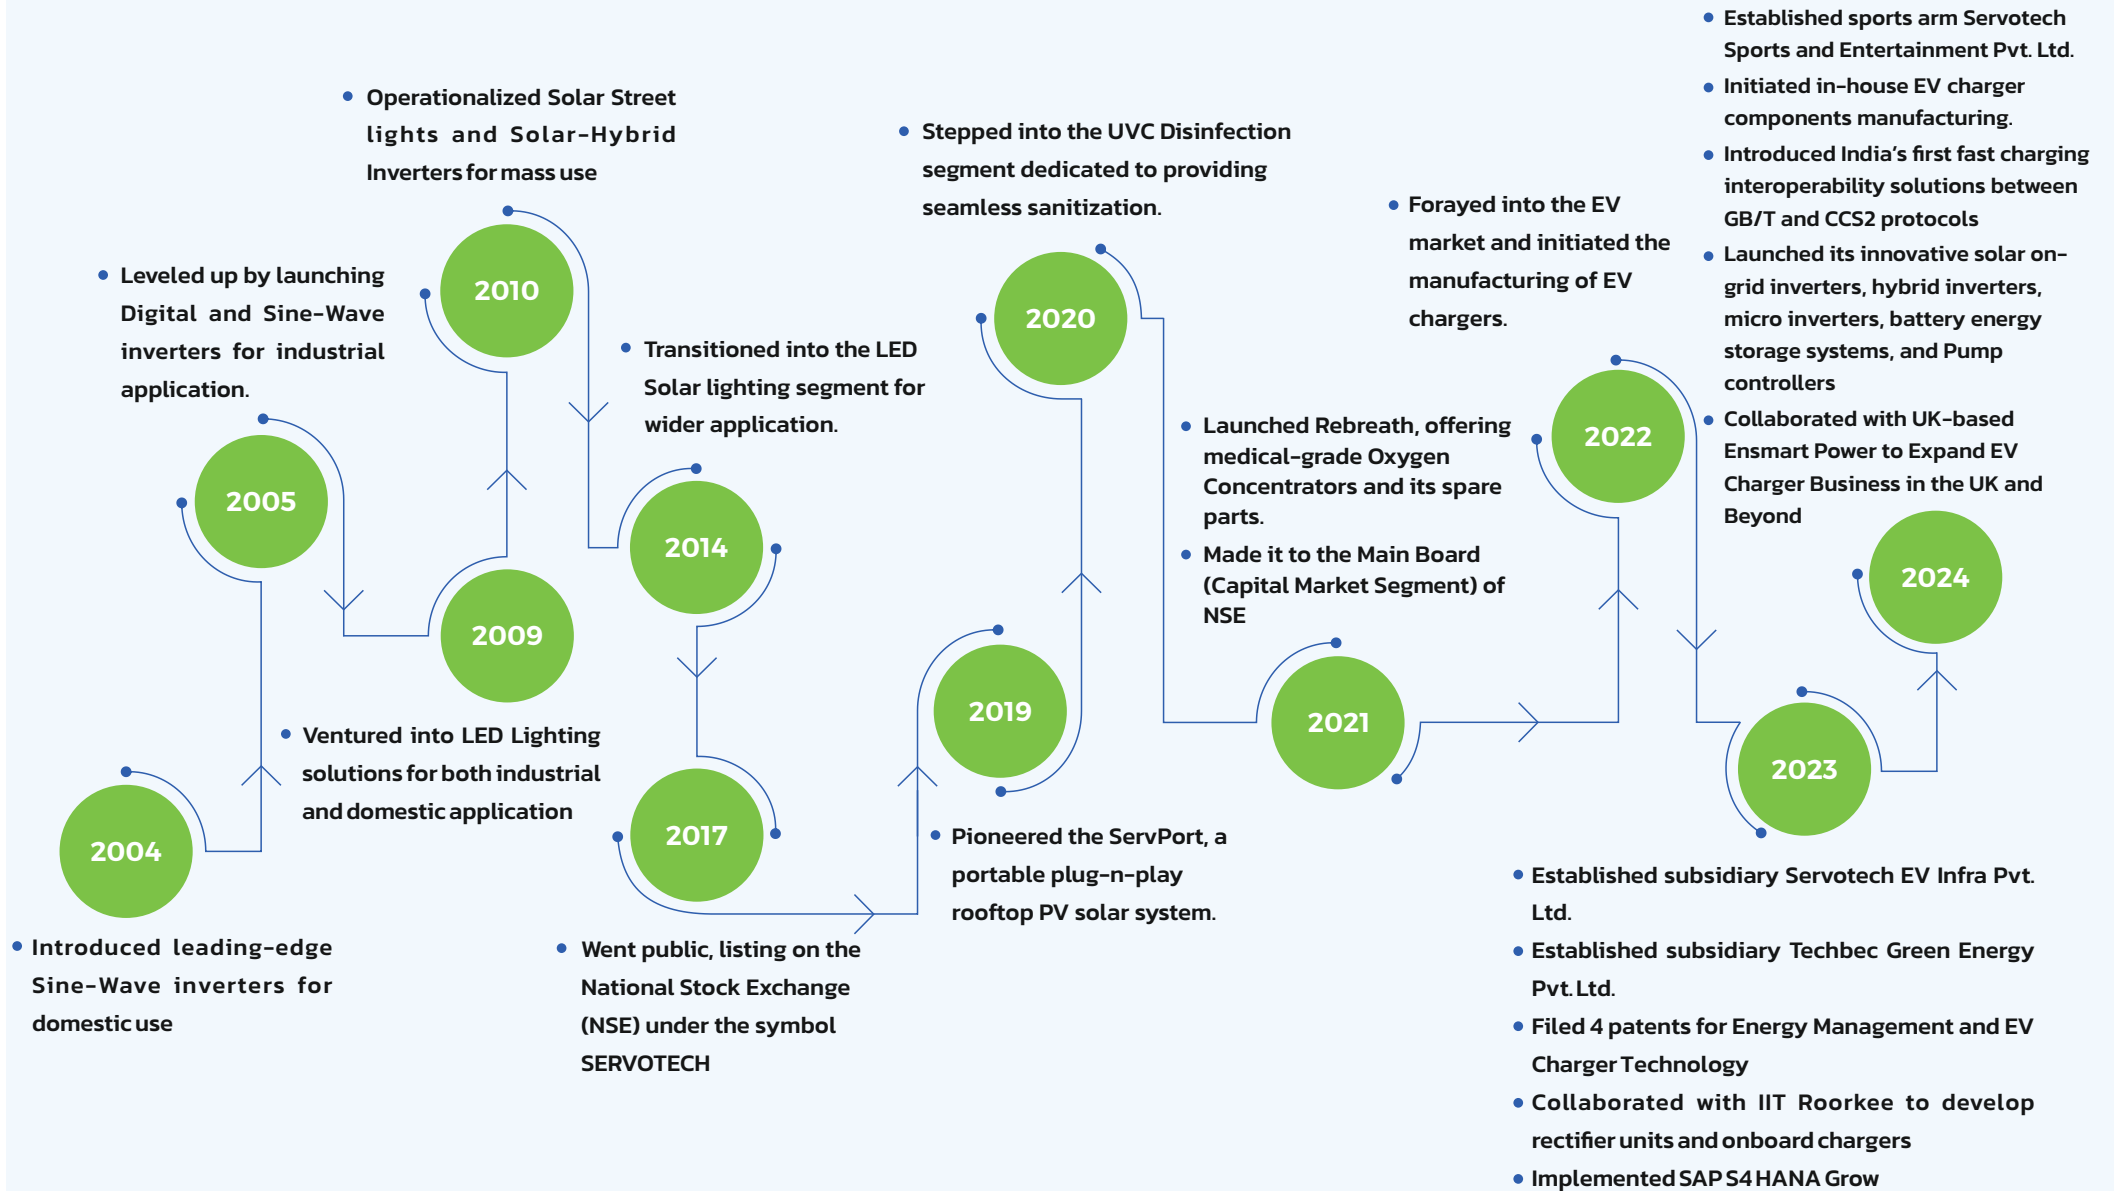 2004
Introduced leading-edge
Sine-Wave inverters for
domestic use
Leveled up by launching
Digital and Sine-Wave
inverters for industrial
application.
2005
2009
Ventured into LED Lighting
solutions for both industrial
and domestic application
Operationalized Solar Street
lights and Solar-Hybrid
Inverters for mass use
2010
Transitioned into the LED
Solar lighting segment for
wider application.
2014
2017
Went public, listing on the
National Stock Exchange
(NSE) under the symbol
SERVOTECH
2019
Pioneered the ServPort, a
portable plug-n-play
rooftop PV solar system.
Stepped into the UVC Disinfection
segment dedicated to providing
seamless sanitization.
2020
Launched Rebreath, offering
medical-grade Oxygen
Concentrators and its spare
parts.
Made it to the Main Board
(Capital Market Segment) of
NSE
2021
Forayed into the EV
market and initiated the
manufacturing of EV
chargers.
2022
2023
Established subsidiary Servotech EV Infra Pvt.
Ltd.
Established subsidiary Techbec Green Energy
Pvt. Ltd.
Filed 4 patents for Energy Management and EV
Charger Technology
Collaborated with IIT Roorkee to develop
rectifier units and onboard chargers
Implemented SAP S4 HANA Grow
Established sports arm Servotech
Sports and Entertainment Pvt. Ltd.
Initiated in-house EV charger
components manufacturing.
Introduced India's first fast charging
interoperability solutions between
GB/T and CCS2 protocols
Launched its innovative solar on-
grid inverters, hybrid inverters,
micro inverters, battery energy
storage systems, and Pump
controllers
Collaborated with UK-based
Ensmart Power to Expand EV
Charger Business in the UK and
Beyond
2024